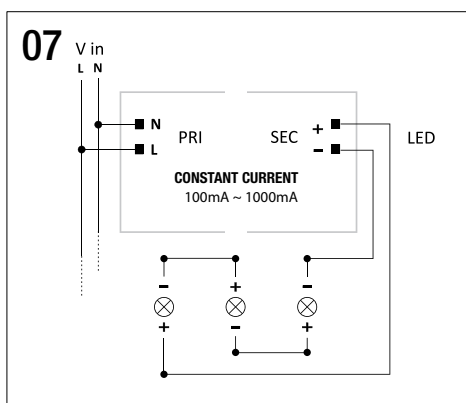 07
V in
L N
N
L
PRI
SEC
+
−
LED
CONSTANT CURRENT
100mA ~ 1000mA
− + −
+ − +